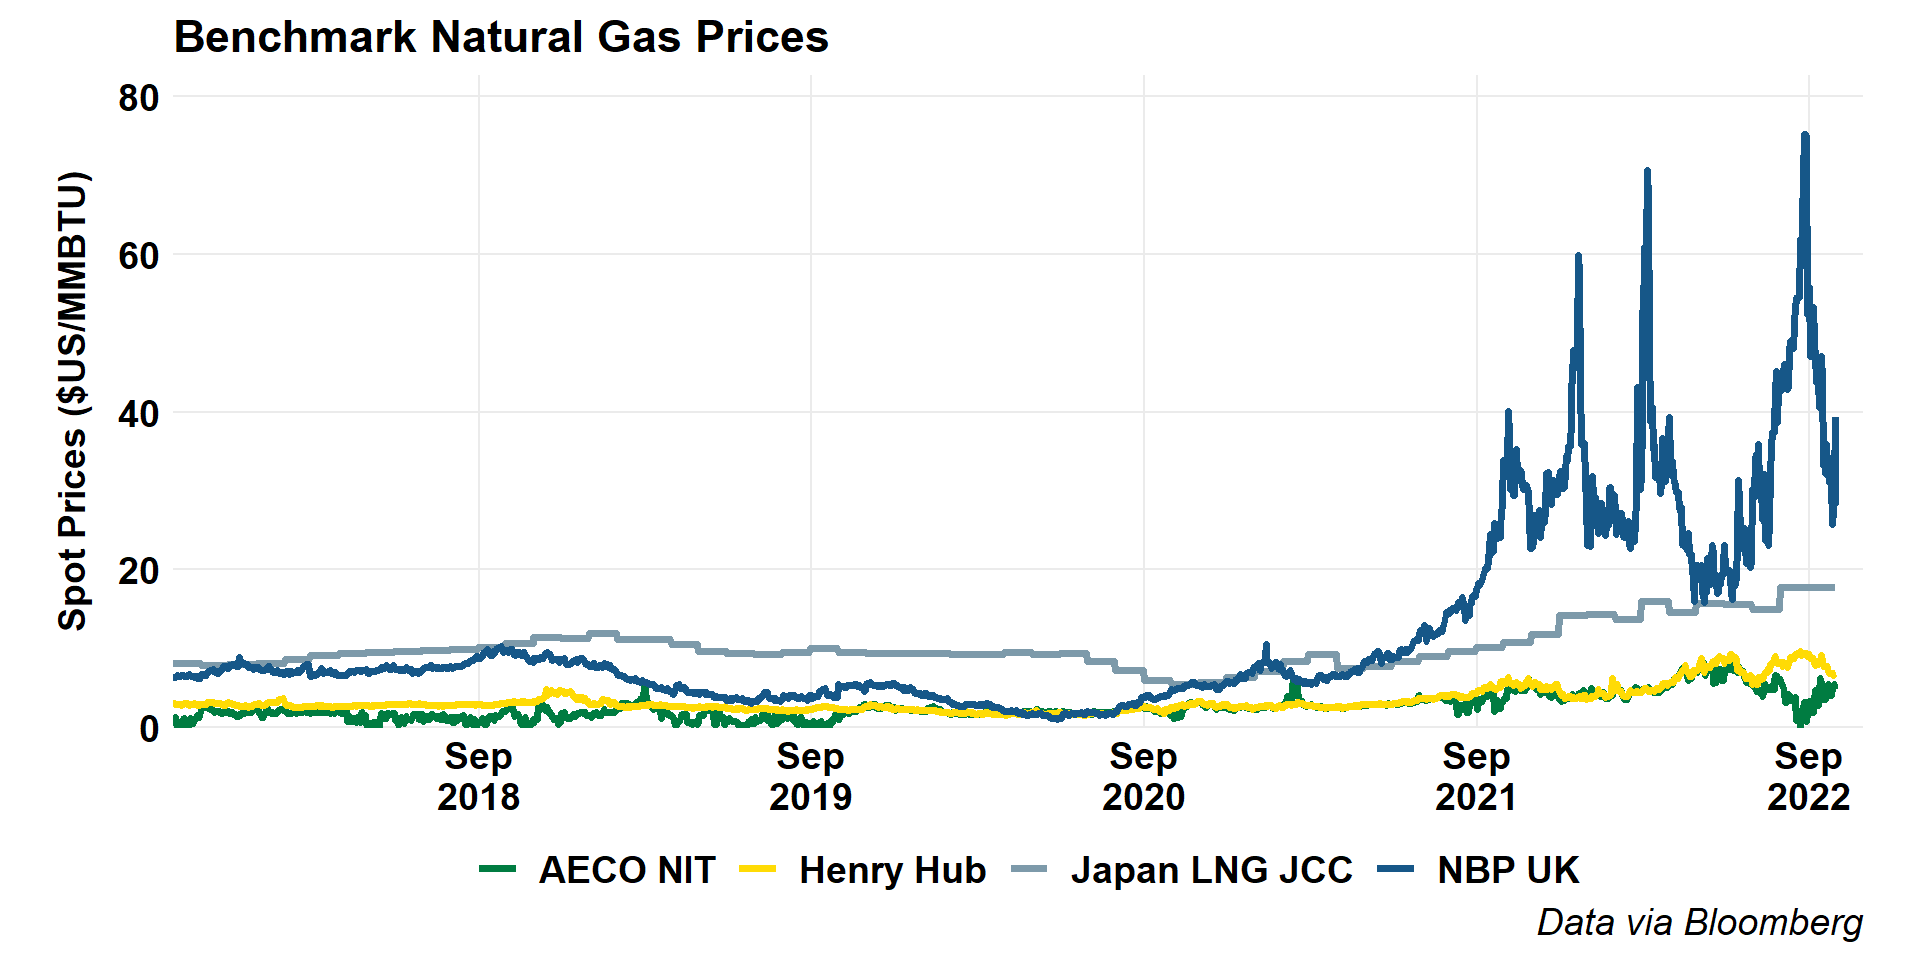 Benchmark Natural Gas Prices
Spot Prices ($US/MMBTU)
80
60
40
20
0
Sep Sep Sep Sep Sep
2018 2019 2020 2021 2022
AECO NIT Henry Hub Japan LNG JCC NBP UK
Data via Bloomberg